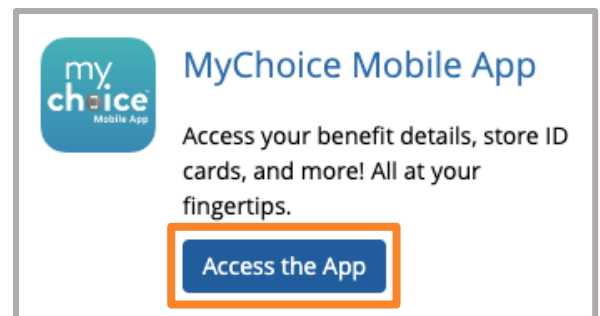 my
choice
Mobile App
MyChoice Mobile App
Access your benefit details, store ID
cards, and more! All at your
fingertips.
Access the App